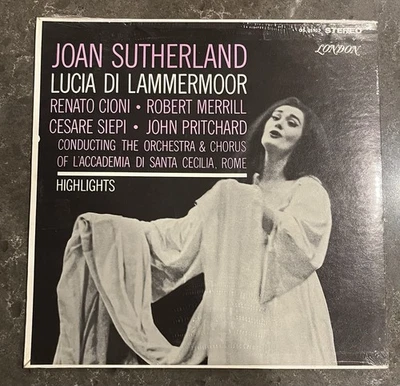 STEREO
LONDON
JOAN SUTHERLAND
LUCIA DI LAMMERMOOR
RENATO CIONI • ROBERT MERRILL
CESARE SIEPI • JOHN PRITCHARD
CONDUCTING THE ORCHESTRA & CHORUS
OF L'ACCADEMIA DI SANTA CECILIA, ROME
HIGHLIGHTS